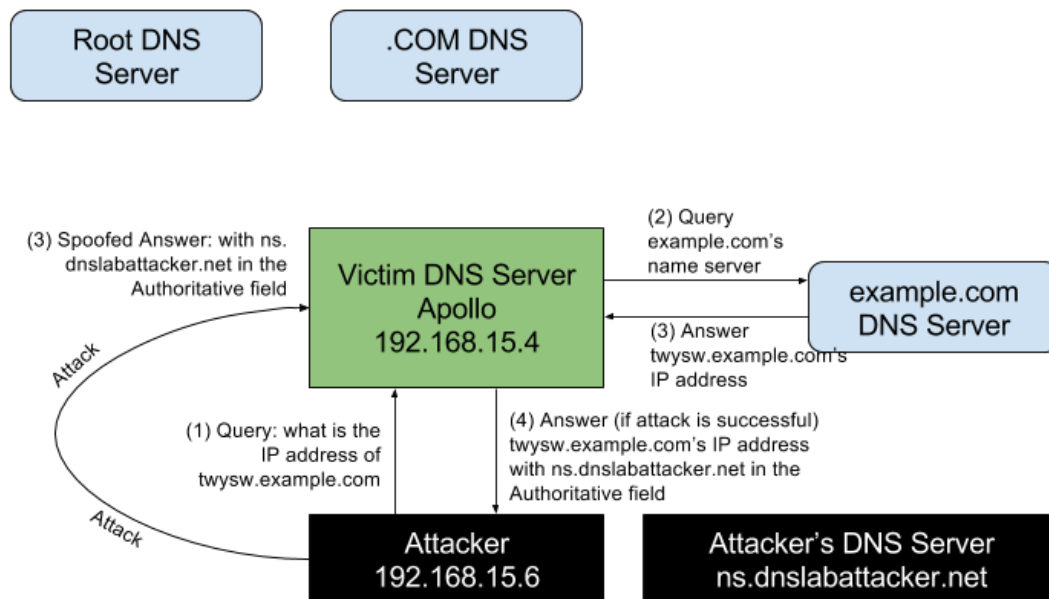 Root DNS
Server
.COM DNS
Server
(3) Spoofed Answer: with ns.
dnslabattacker.net in the
Authoritative field
Victim DNS Server
Apollo
192.168.15.4
(2) Query
example.com's
name server
example.com
DNS Server
(3) Answer
twysw.example.com's
IP address
Attack
Attack
(1) Query: what is the
IP address of
twysw.example.com
(4) Answer (if attack is successful)
twysw.example.com's IP address
with ns.dnslabattacker.net in the
Authoritative field
Attacker
192.168.15.6
Attacker's DNS Server
ns.dnslabattacker.net